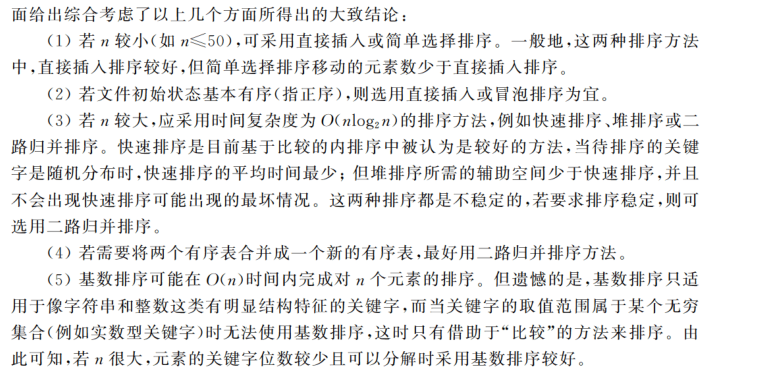 面给出综合考虑了以上几个方面所得出的大致结论：
（1）若 n 较小（如 n≤50），可采用直接插入或简单选择排序。一般地，这两种排序方法
中，直接插入排序较好，但简单选择排序移动的元素数少于直接插入排序。
（2）若文件初始状态基本有序（指正序），则选用直接插入或冒泡排序为宜。
（3）若 n 较大，应采用时间复杂度为 O(nlog₂n)的排序方法，例如快速排序、堆排序或二
路归并排序。快速排序是目前基于比较的内排序中被认为是较好的方法，当待排序的关键
字是随机分布时，快速排序的平均时间最少；但堆排序所需的辅助空间少于快速排序，并且
不会出现快速排序可能出现的最坏情况。这两种排序都是不稳定的，若要求排序稳定，则可
选用二路归并排序。
（4）若需要将两个有序表合并成一个新的有序表，最好用二路归并排序方法。
（5）基数排序可能在 O(n)时间内完成对 n 个元素的排序。但遗憾的是，基数排序只适
用于像字符串和整数这类有明显结构特征的关键字，而当关键字的取值范围属于某个无穷
集合（例如实数型关键字）时无法使用基数排序，这时只有借助于“比较”的方法来排序。由
此可知，若 n 很大，元素的关键字位数较少且可以分解时采用基数排序较好。